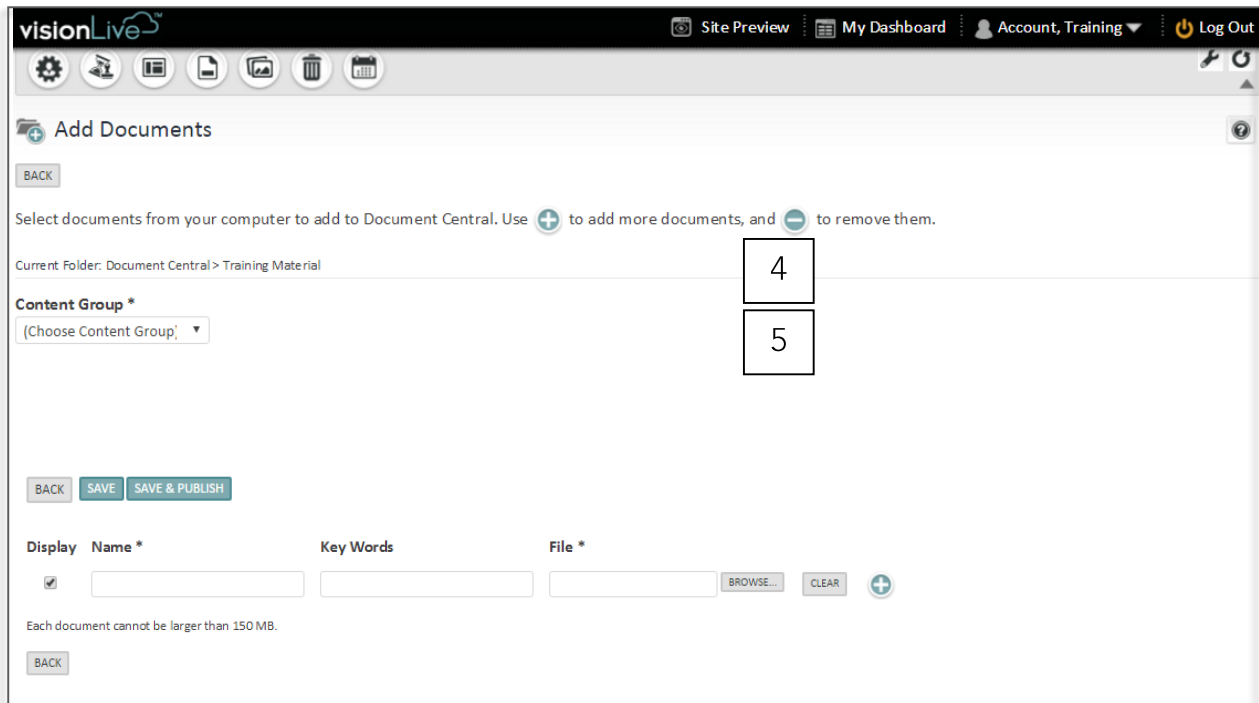 visionLive™ Site Preview My Dashboard Account, Training Log Out
Add Documents
BACK
Select documents from your computer to add to Document Central. Use to add more documents, and to remove them.
4
Current Folder: Document Central > Training Material
Content Group *
(Choose Content Group)
5
BACK SAVE SAVE & PUBLISH
Display Name * Key Words File *
BROWSE... CLEAR
Each document cannot be larger than 150 MB.
BACK